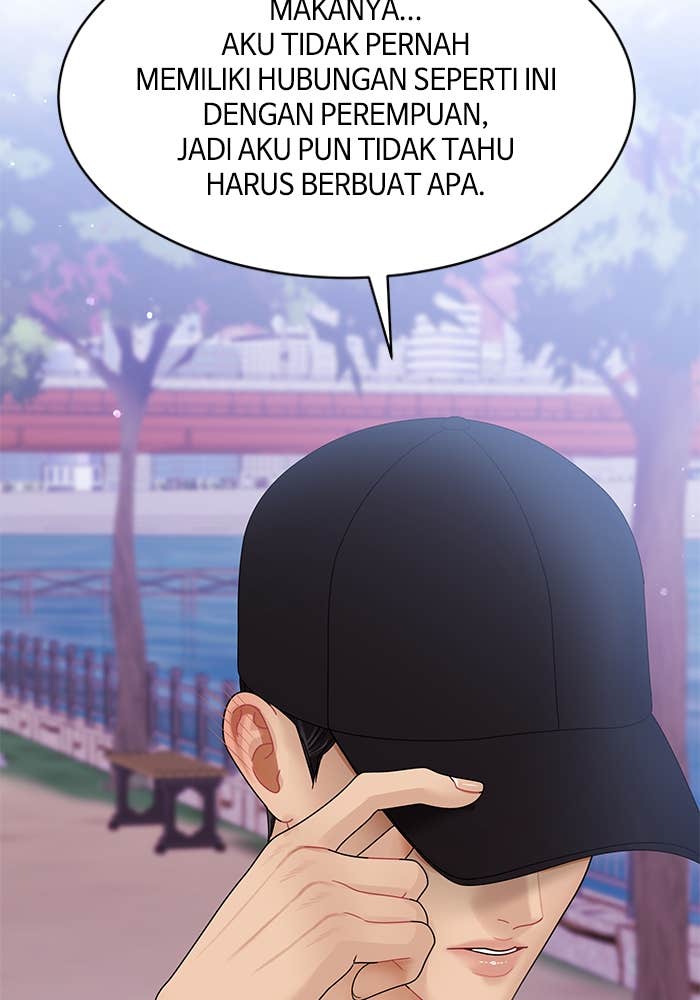 MAKANYA...
AKU TIDAK PERNAH
MEMILIKI HUBUNGAN SEPERTI INI
DENGAN PEREMPUAN,
JADI AKU PUN TIDAK TAHU
HARUS BERBUAT APA.